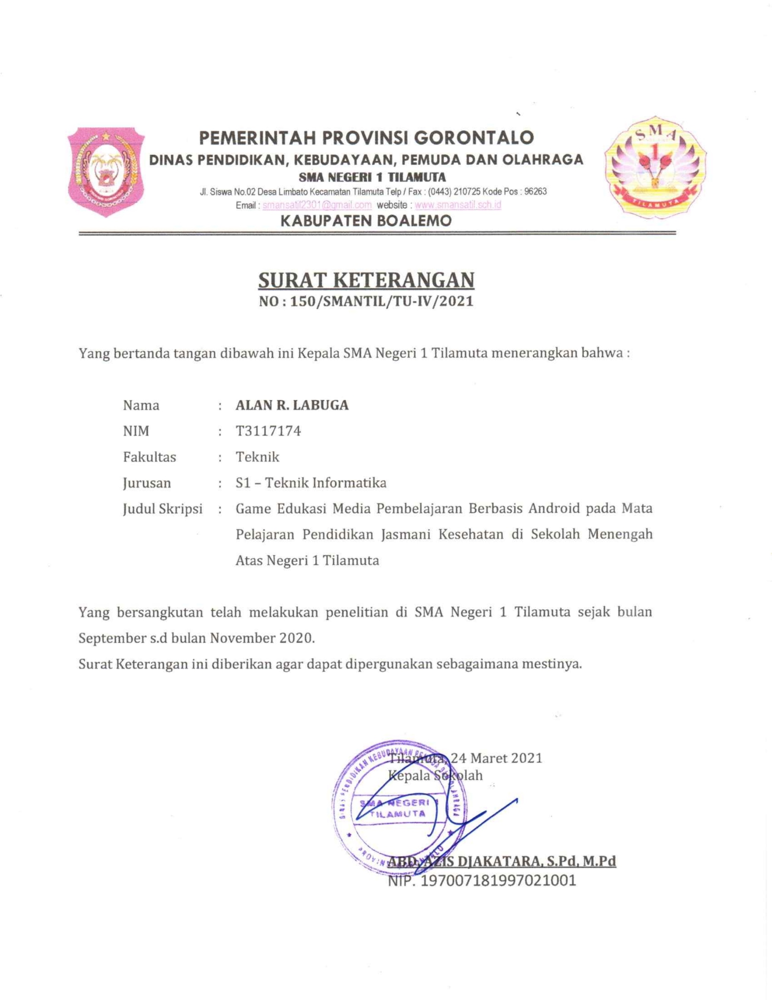 PEMERINTAH PROVINSI GORONTALO
DINAS PENDIDIKAN, KEBUDAYAAN, PEMUDA DAN OLAHRAGA
SMA NEGERI 1 TILAMUTA
Jl. Siswa No.02 Desa Limbato Kecamatan Tilamuta Telp / Fax : (0443) 210725 Kode Pos : 96263
Email : smansatil2301@gmail.com website : www.smansatil.sch.id
KABUPATEN BOALEMO
SMA
1
TILAMUTA
SURAT KETERANGAN
NO : 150/SMANTIL/TU-IV/2021
Yang bertanda tangan dibawah ini Kepala SMA Negeri 1 Tilamuta menerangkan bahwa :
Nama : ALAN R. LABUGA
NIM : T3117174
Fakultas : Teknik
Jurusan : S1 – Teknik Informatika
Judul Skripsi : Game Edukasi Media Pembelajaran Berbasis Android pada Mata
Pelajaran Pendidikan Jasmani Kesehatan di Sekolah Menengah
Atas Negeri 1 Tilamuta
Yang bersangkutan telah melakukan penelitian di SMA Negeri 1 Tilamuta sejak bulan
September s.d bulan November 2020.
Surat Keterangan ini diberikan agar dapat dipergunakan sebagaimana mestinya.
Tilamuta, 24 Maret 2021
Kepala Sekolah
DINAS PENDIDIKAN KEBUDAYAAN PEMUDA DAN OLAHRAGA
SMA NEGERI 1
TILAMUTA
PROVINSI GORONTALO
ABD. AZIS DJAKATARA, S.Pd, M.Pd
NIP. 197007181997021001